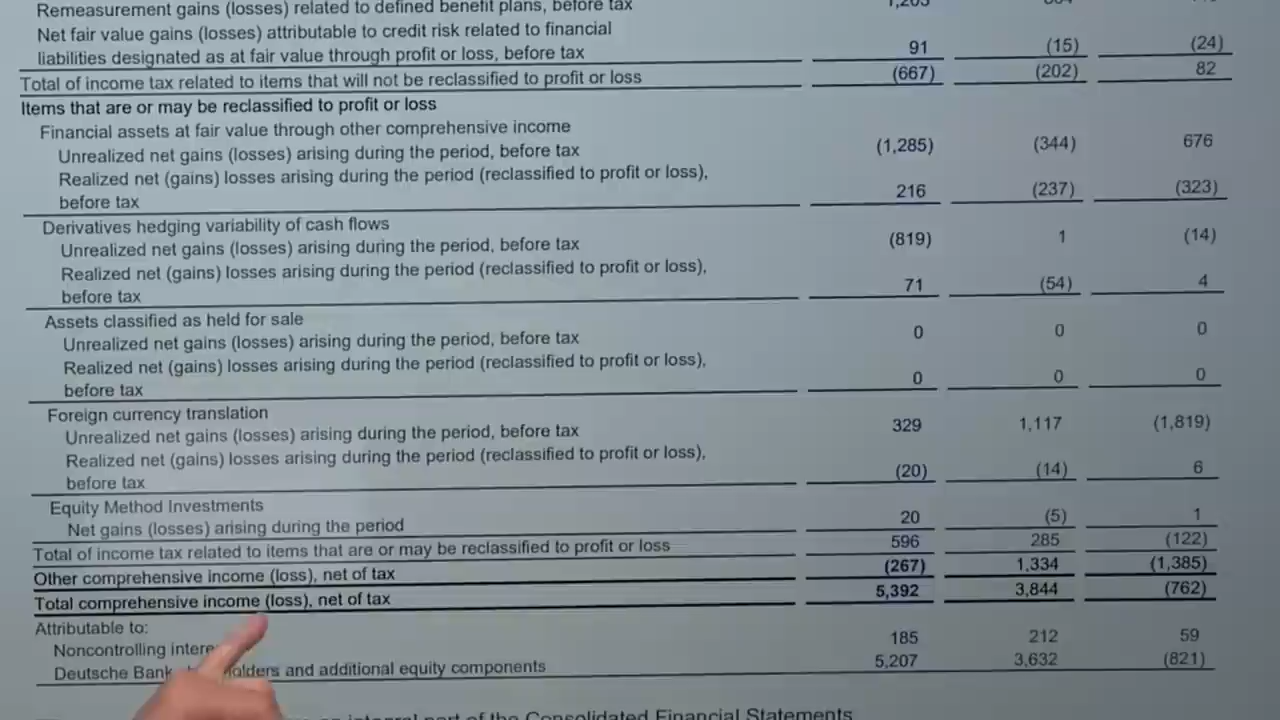 Remeasurement gains (losses) related to defined benefit plans, before tax
Net fair value gains (losses) attributable to credit risk related to financial
liabilities designated as at fair value through profit or loss, before tax 91 (15) (24)
Total of income tax related to items that will not be reclassified to profit or loss (667) (202) 82
Items that are or may be reclassified to profit or loss
Financial assets at fair value through other comprehensive income
Unrealized net gains (losses) arising during the period, before tax (1,285) (344) 676
Realized net (gains) losses arising during the period (reclassified to profit or loss),
before tax 216 (237) (323)
Derivatives hedging variability of cash flows
Unrealized net gains (losses) arising during the period, before tax (819) 1 (14)
Realized net (gains) losses arising during the period (reclassified to profit or loss),
before tax 71 (54) 4
Assets classified as held for sale
Unrealized net gains (losses) arising during the period, before tax 0 0 0
Realized net (gains) losses arising during the period (reclassified to profit or loss),
before tax 0 0 0
Foreign currency translation
Unrealized net gains (losses) arising during the period, before tax 329 1,117 (1,819)
Realized net (gains) losses arising during the period (reclassified to profit or loss),
before tax (20) (14) 6
Equity Method Investments
Net gains (losses) arising during the period 20 (5) 1
Total of income tax related to items that are or may be reclassified to profit or loss 596 285 (122)
Other comprehensive income (loss), net of tax (267) 1,334 (1,385)
Total comprehensive income (loss), net of tax 5,392 3,844 (762)
Attributable to:
Noncontrolling 185 212 59
Deutsche Bank and additional equity components 5,207 3,632 (821)
integral part of the Consolidated Financial Statements